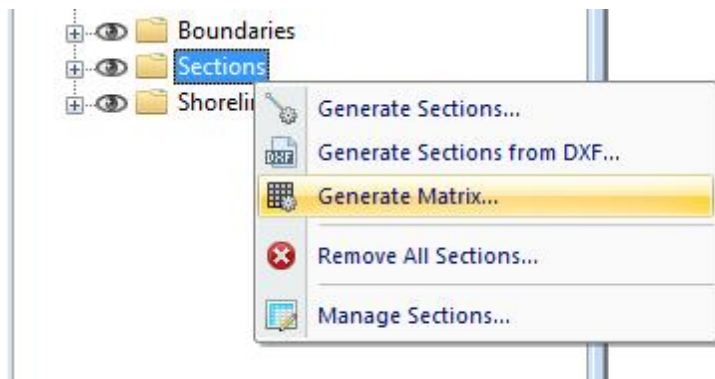 Boundaries
Sections
Shorelin
Generate Sections...
DXF
Generate Sections from DXF...
Generate Matrix...
Remove All Sections...
Manage Sections...